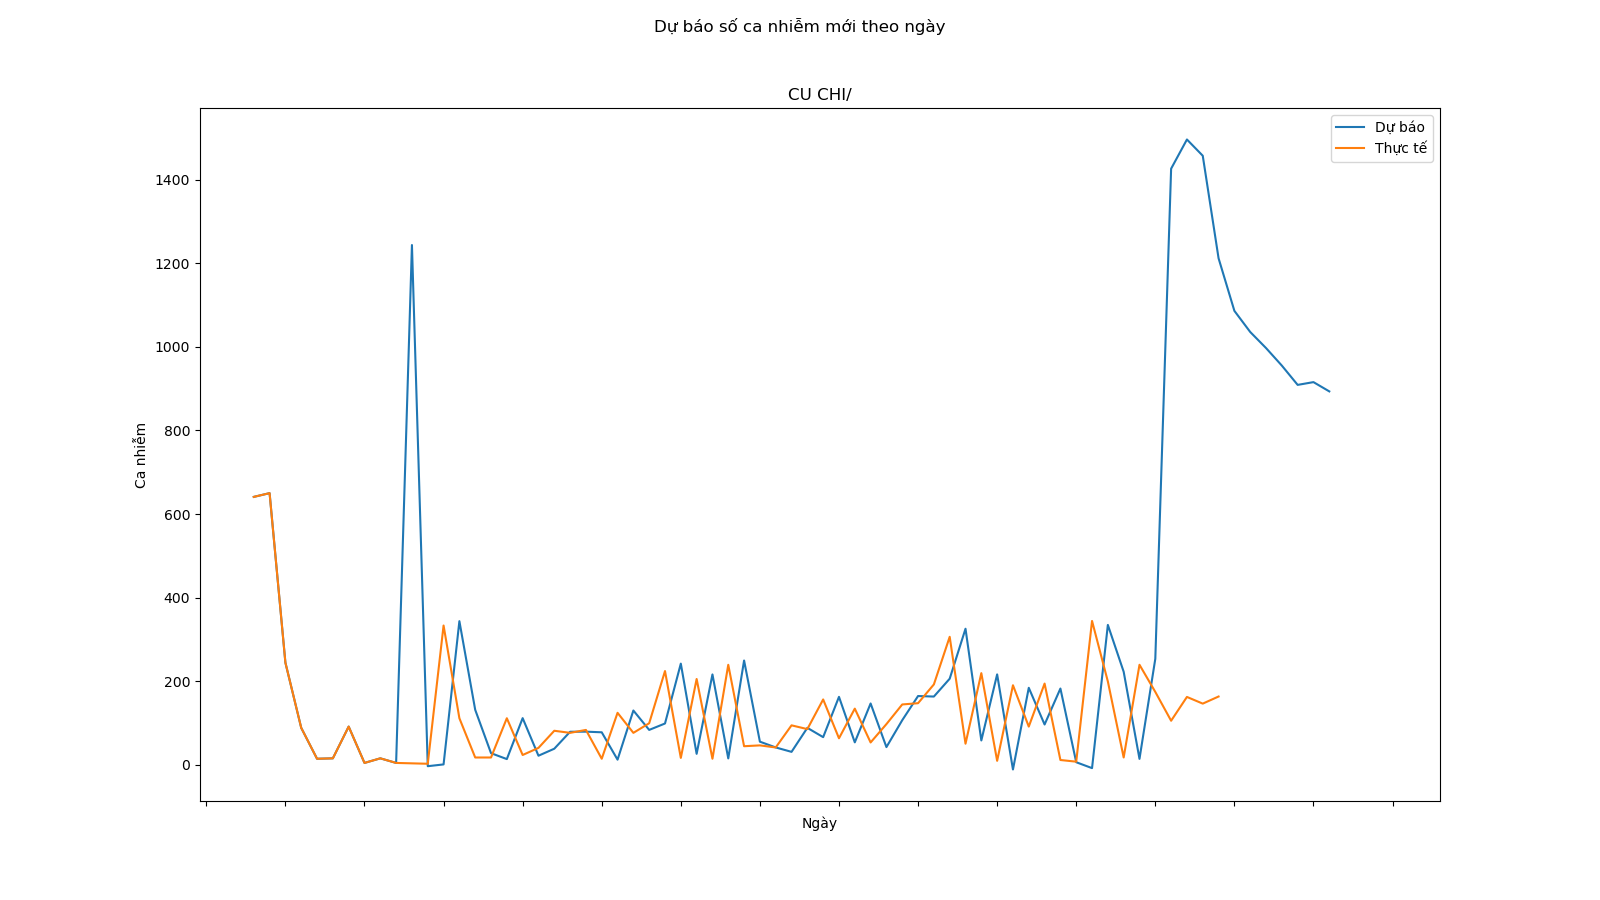 Dự báo số ca nhiễm mới theo ngày
CU CHI/
Dự báo
Thực tế
1400
1200
1000
800
600
400
200
0
Ca nhiễm
Ngày